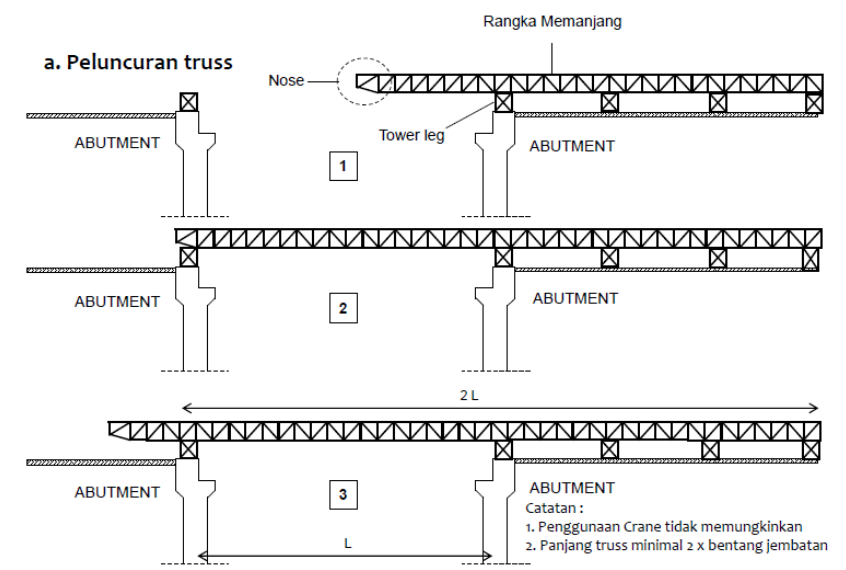 Rangka Memanjang
a. Peluncuran truss
Nose
Tower leg
ABUTMENT
ABUTMENT
1
ABUTMENT
ABUTMENT
2
2 L
ABUTMENT
ABUTMENT
3
Catatan :
1. Penggunaan Crane tidak memungkinkan
2. Panjang truss minimal 2 x bentang jembatan
L